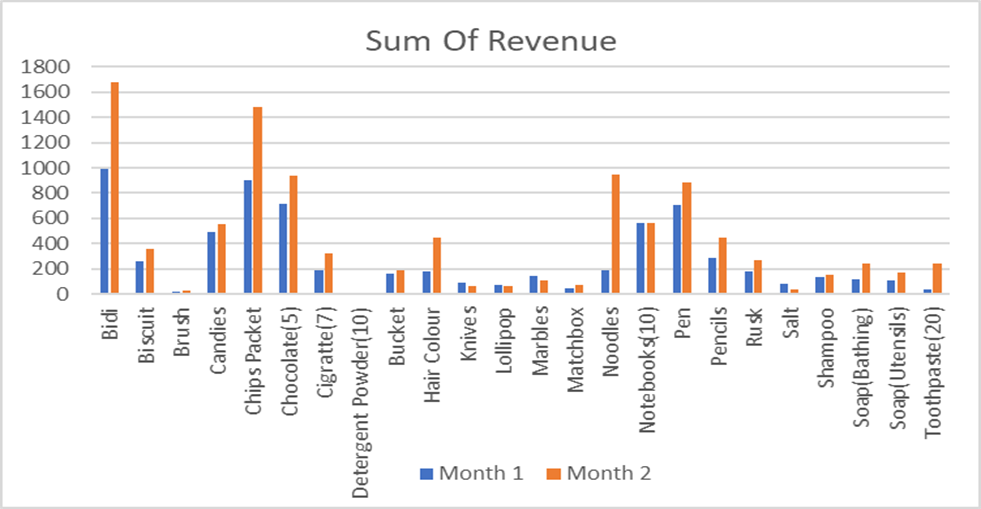 Sum Of Revenue
1800
1600
1400
1200
1000
800
600
400
200
0
Bidi
Biscuit
Brush
Candies
Chips Packet
Chocolate(5)
Cigratte(7)
Detergent Powder(10)
Bucket
Hair Colour
Knives
Lollipop
Marbles
Matchbox
Noodles
Notebooks(10)
Pen
Pencils
Rusk
Salt
Shampoo
Soap(Bathing)
Soap(Utensils)
Toothpaste(20)
Month 1
Month 2